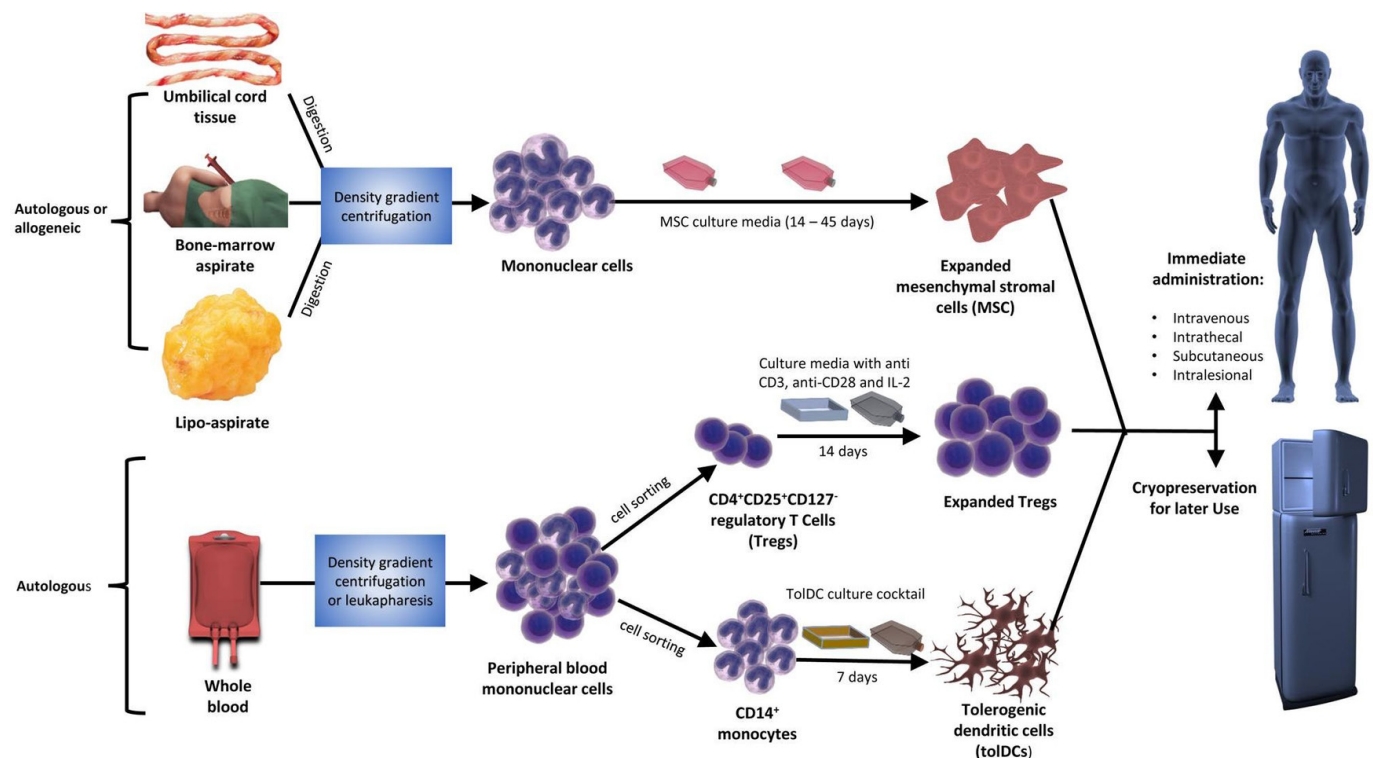 Umbilical cord
tissue
Digestion
Autologous or
allogeneic
Bone-marrow
aspirate
Digestion
Lipo-aspirate
Density gradient
centrifugation
Mononuclear cells
MSC culture media (14 – 45 days)
Expanded
mesenchymal stromal
cells (MSC)
Immediate
administration:
• Intravenous
• Intrathecal
• Subcutaneous
• Intralesional
Culture media with anti
CD3, anti-CD28 and IL-2
14 days
cell sorting
CD4⁺CD25⁺CD127⁻
regulatory T Cells
(Tregs)
Expanded Tregs
Cryopreservation
for later Use
Autologous
Whole
blood
Density gradient
centrifugation
or leukapharesis
Peripheral blood
mononuclear cells
cell sorting
TolDC culture cocktail
7 days
CD14⁺
monocytes
Tolerogenic
dendritic cells
(tolDCs)